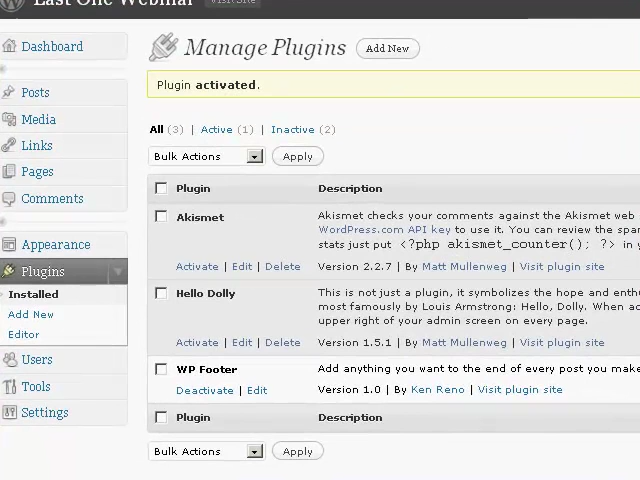 Last One Webinar
Visit Site
Dashboard
Manage Plugins
Add New
Plugin activated.
Posts
Media
Links
Pages
Comments
Appearance
Plugins
Installed
Add New
Editor
Users
Tools
Settings
All (3) | Active (1) | Inactive (2)
Bulk Actions
Apply
Plugin Description
Akismet Akismet checks your comments against the Akismet web
WordPress.com API key to use it. You can review the
stats just put <?php akismet_counter(); ?> in
Activate | Edit | Delete Version 2.2.7 | By Matt Mullenweg | Visit plugin site
Hello Dolly This is not just a plugin, it symbolizes the hope and
most famously by Louis Armstrong: Hello, Dolly. When
upper right of your admin screen on every page.
Activate | Edit | Delete Version 1.5.1 | By Matt Mullenweg | Visit plugin site
WP Footer Add anything you want to the end of every post you make
Deactivate | Edit Version 1.0 | By Ken Reno | Visit plugin site
Plugin Description
Bulk Actions
Apply